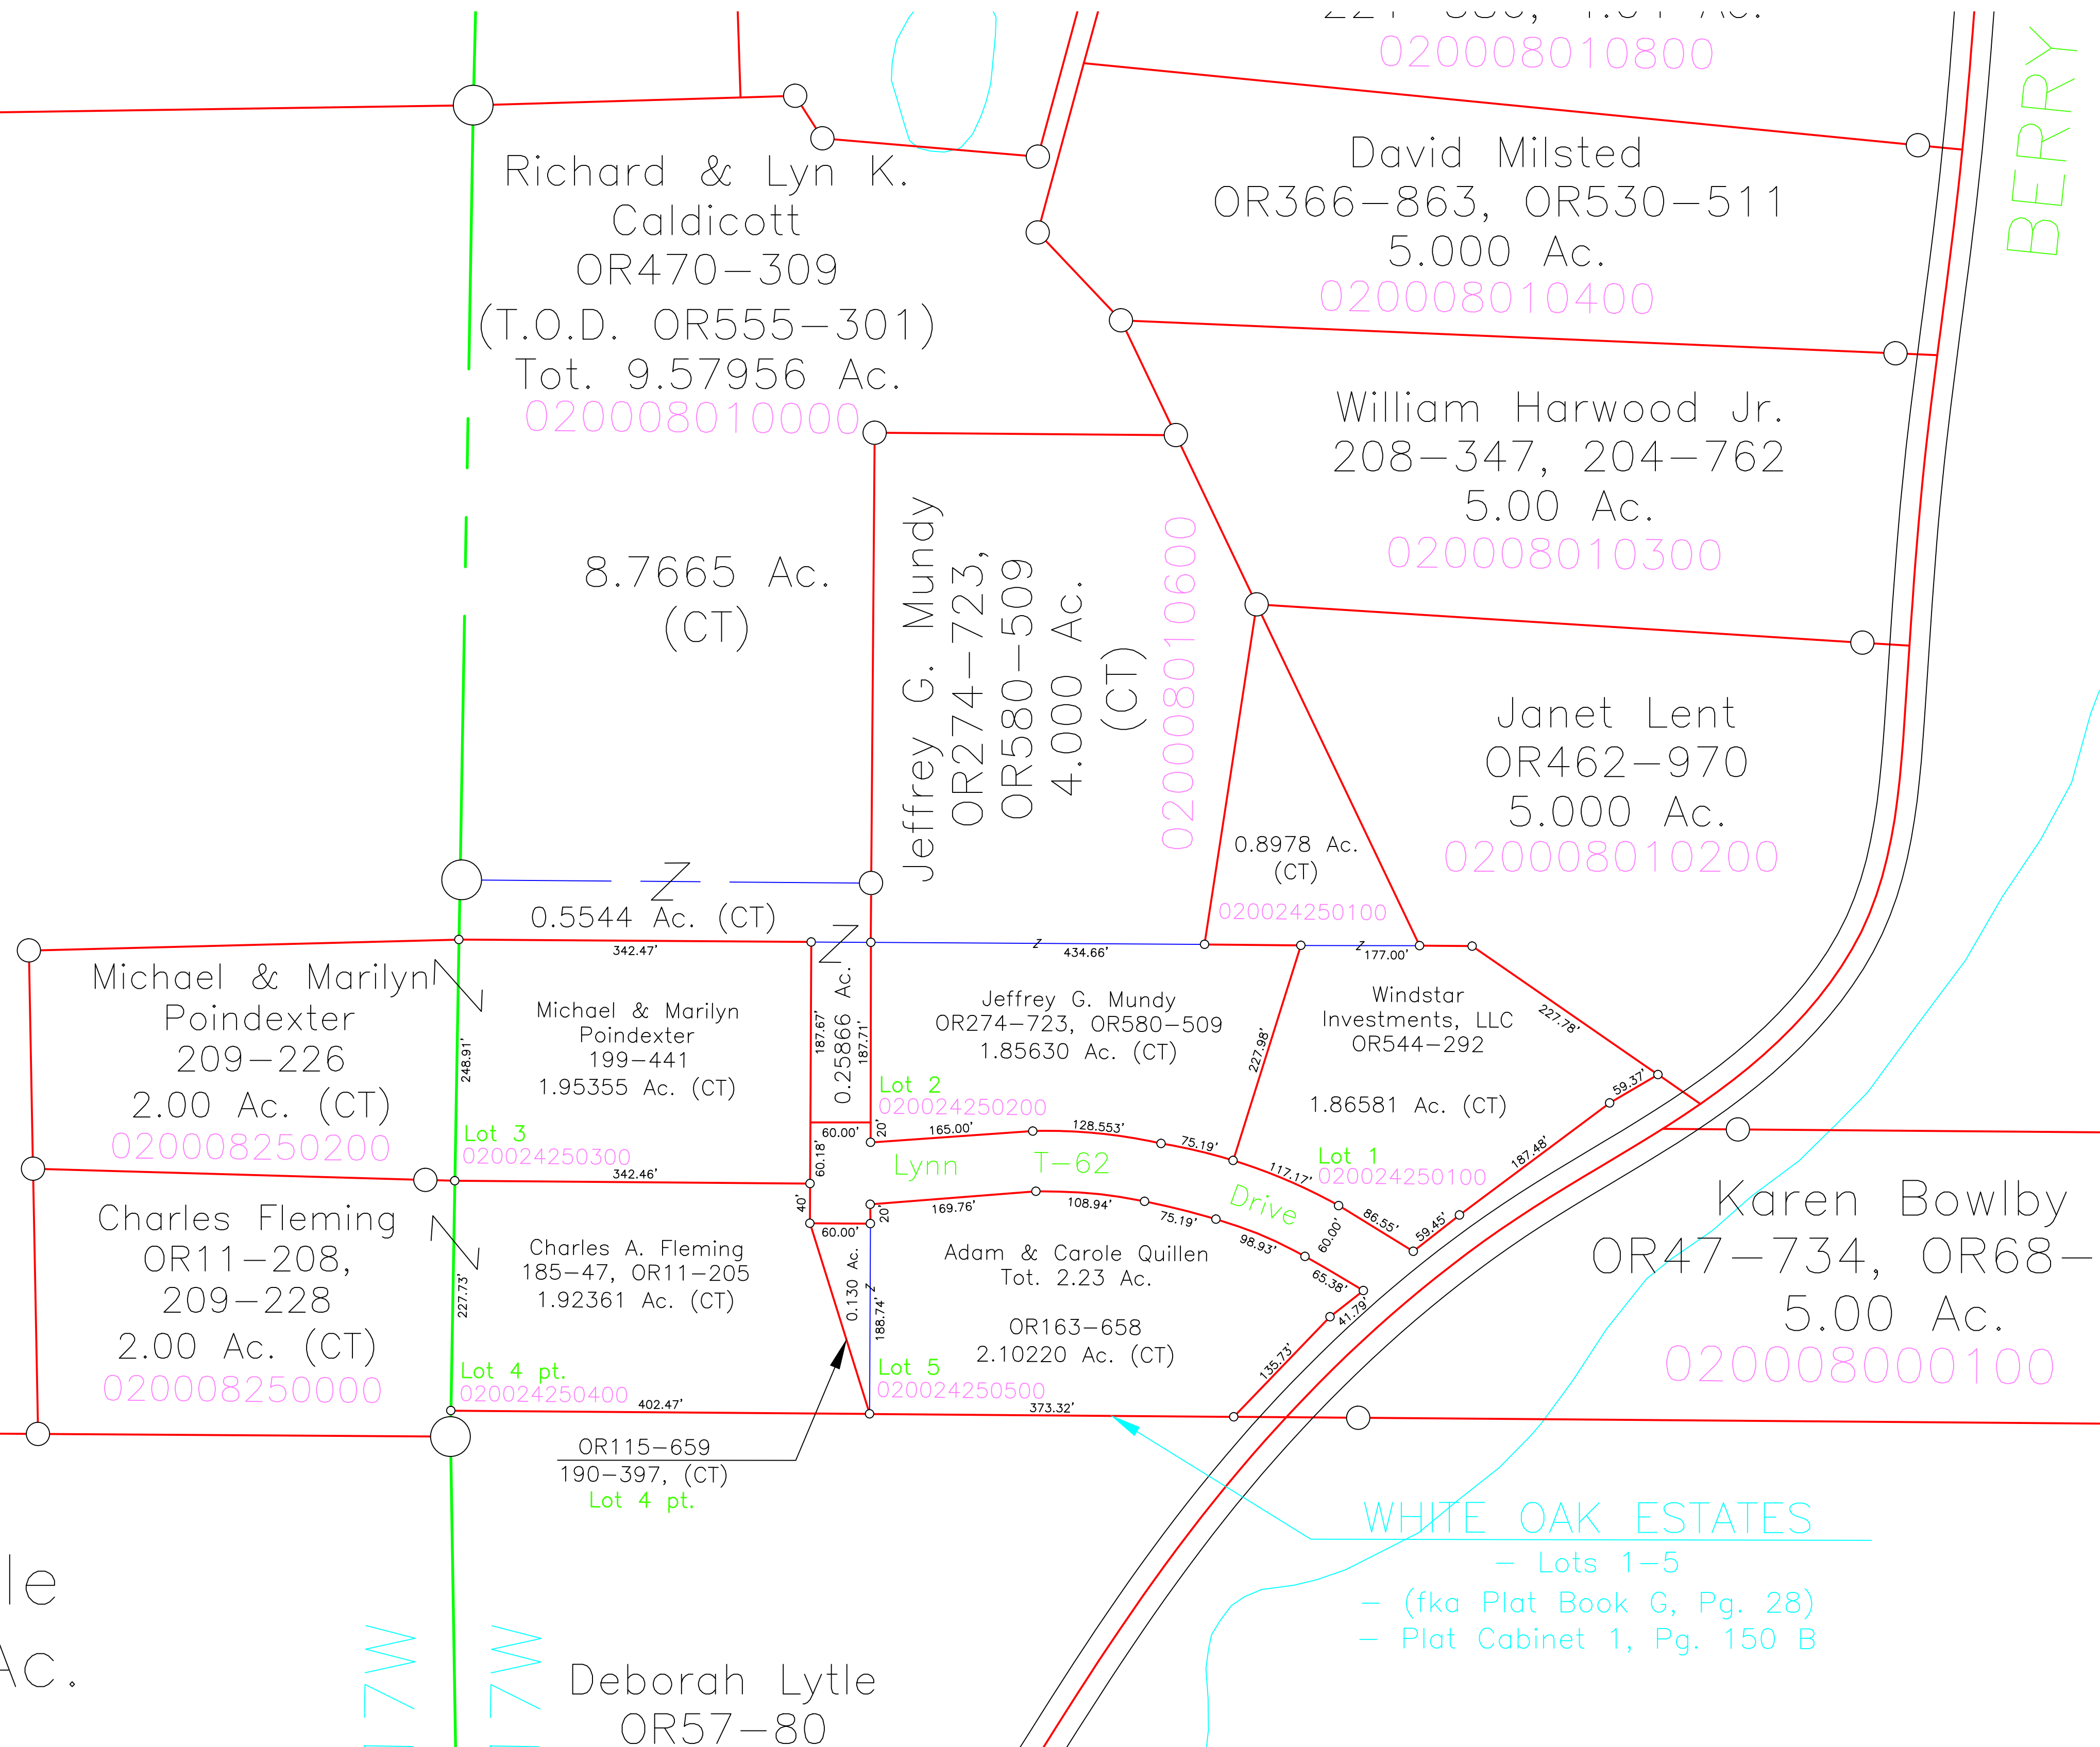 020008010800
BERRY
Richard & Lyn K.
Caldicott
OR470-309
(T.O.D. OR555-301)
Tot. 9.57956 Ac.
020008010000
8.7665 Ac.
(CT)
David Milsted
OR366-863, OR530-511
5.000 Ac.
020008010400
William Harwood Jr.
208-347, 204-762
5.00 Ac.
020008010300
Jeffrey G. Mundy
OR274-723,
OR580-509
4.000 Ac.
(CT)
020008010600
Janet Lent
OR462-970
5.000 Ac.
020008010200
0.8978 Ac.
(CT)
020024250100
0.5544 Ac. (CT)
342.47'
434.66'
177.00'
Michael & Marilyn
Poindexter
209-226
2.00 Ac. (CT)
020008250200
248.91'
Michael & Marilyn
Poindexter
199-441
1.95355 Ac. (CT)
Lot 3
020024250300
342.46'
187.67'
0.25866 Ac.
187.71'
60.00'
60.18'
20'
Jeffrey G. Mundy
OR274-723, OR580-509
1.85630 Ac. (CT)
Lot 2
020024250200
165.00'
128.553'
75.19'
227.98'
Windstar
Investments, LLC
OR544-292
1.86581 Ac. (CT)
Lot 1
020024250100
227.78'
59.37'
187.48'
117.17'
86.55'
59.45'
Lynn T-62 Drive
60.00'
Charles Fleming
OR11-208,
209-228
2.00 Ac. (CT)
020008250000
227.73'
Charles A. Fleming
185-47, OR11-205
1.92361 Ac. (CT)
Lot 4 pt.
020024250400
402.47'
40'
60.00'
20'
0.130 Ac.
188.74'
169.76'
108.94'
75.19'
98.93'
65.38'
41.79'
135.73'
Adam & Carole Quillen
Tot. 2.23 Ac.
OR163-658
2.10220 Ac. (CT)
Lot 5
020024250500
373.32'
Karen Bowlby
OR47-734, OR68-
5.00 Ac.
020008000100
OR115-659
190-397, (CT)
Lot 4 pt.
WHITE OAK ESTATES
- Lots 1-5
- (fka Plat Book G, Pg. 28)
- Plat Cabinet 1, Pg. 150 B
le
Ac.
17W
17W
Deborah Lytle
OR57-80